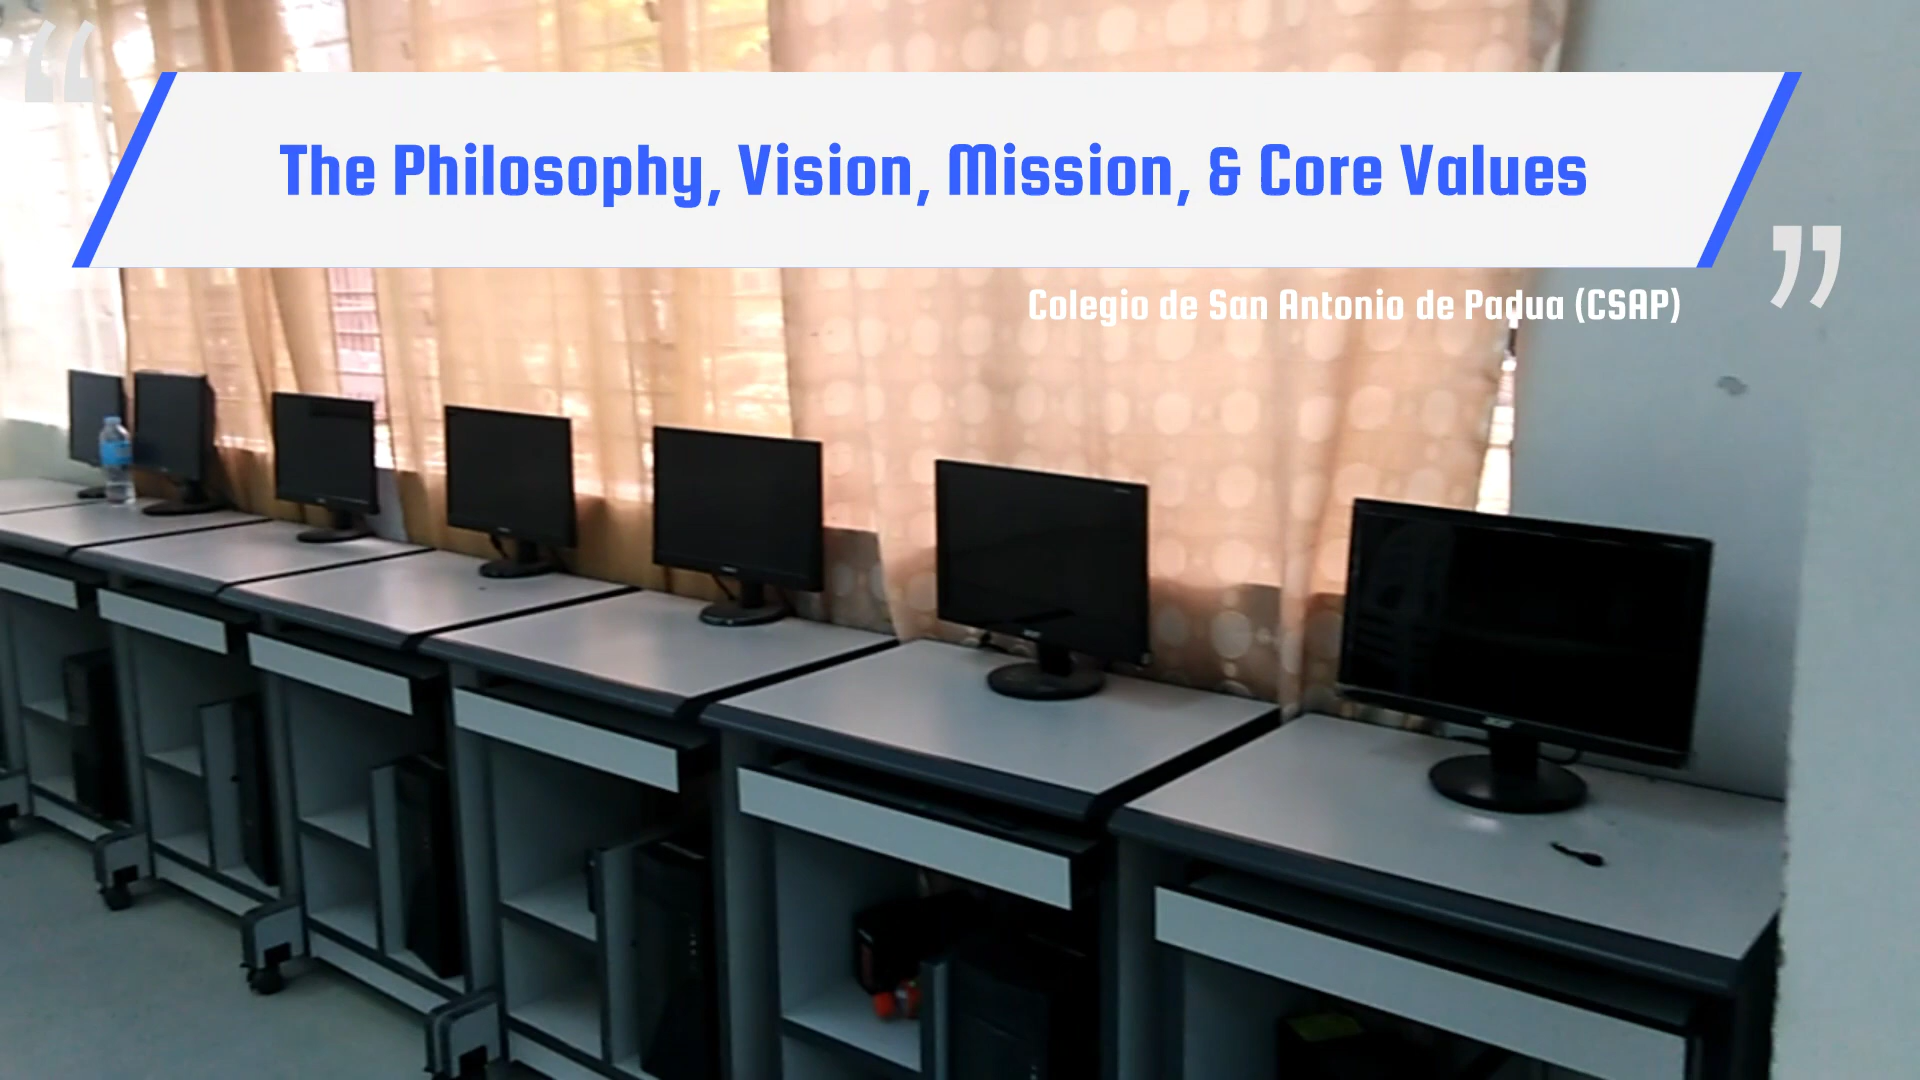 “
The Philosophy, Vision, Mission, & Core Values
”
Colegio de San Antonio de Padua (CSAP)